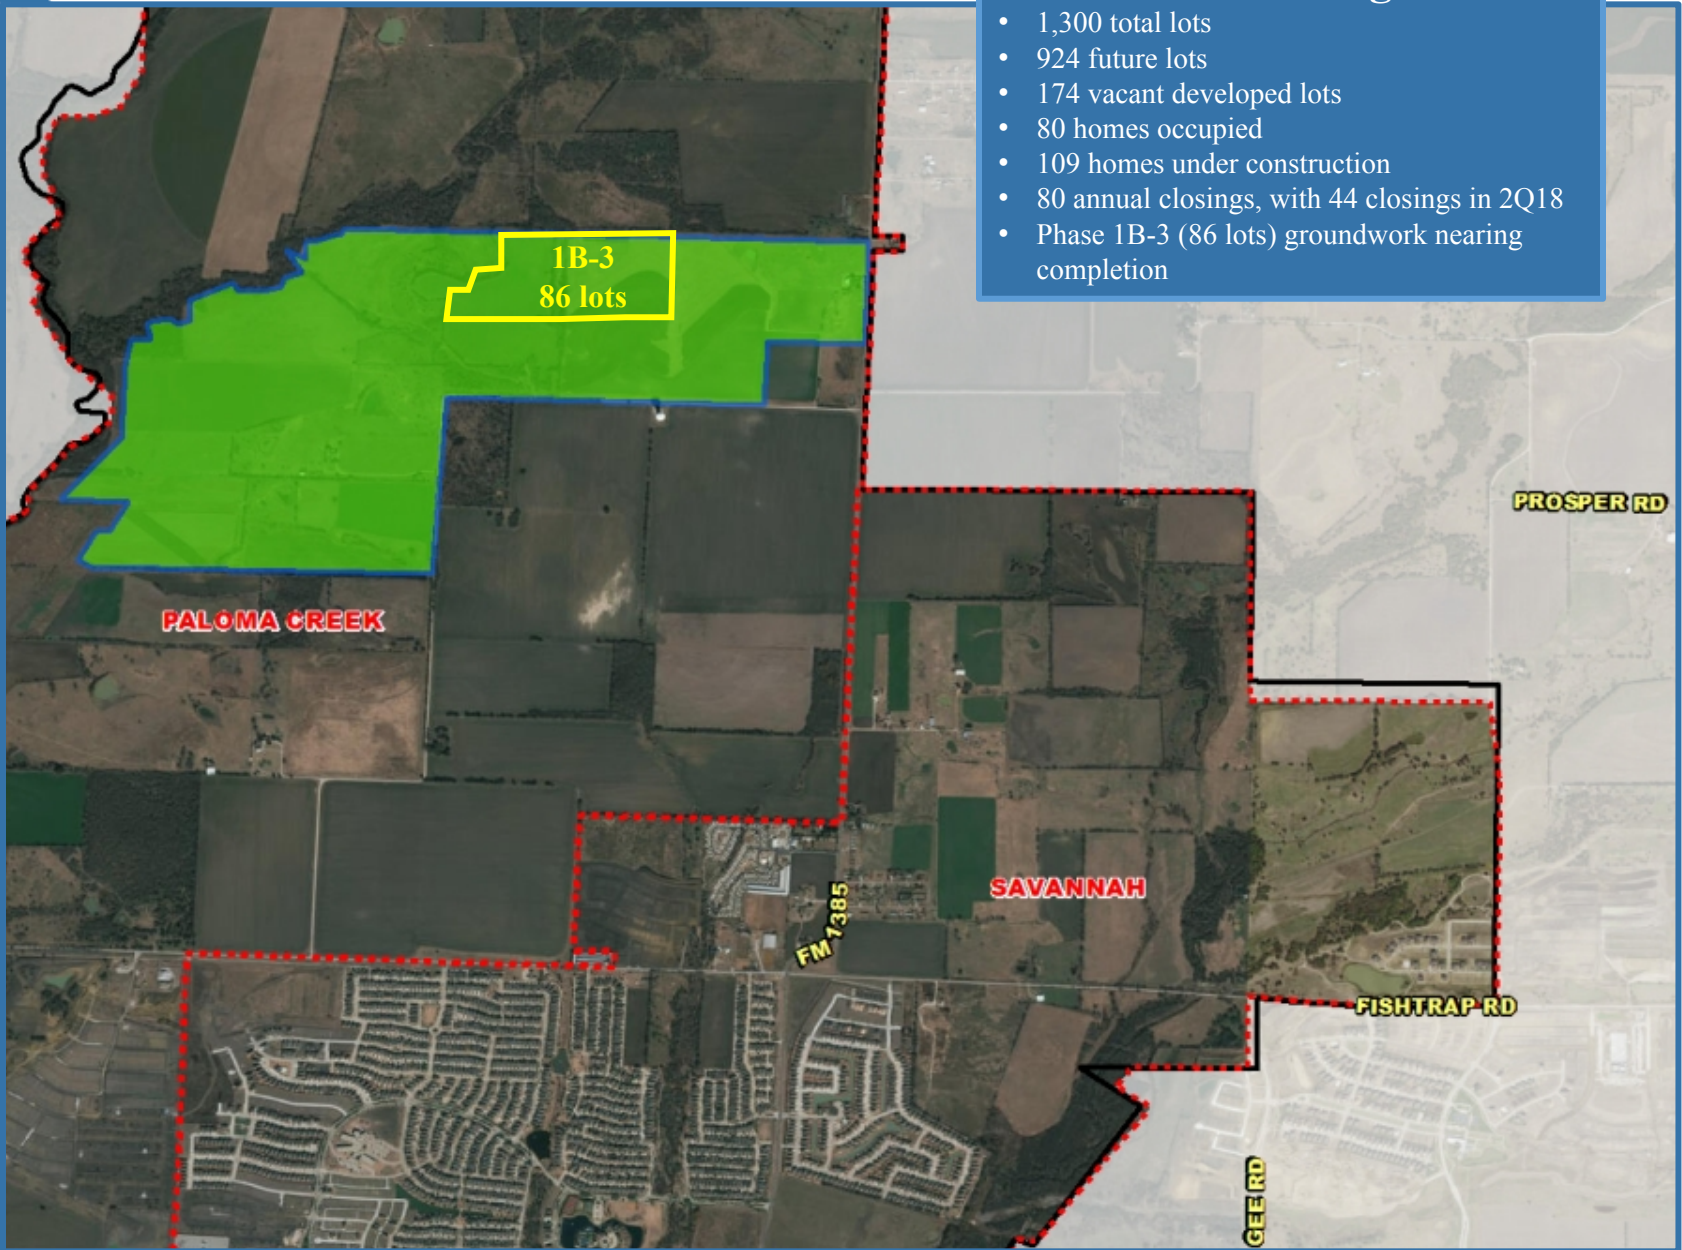 • 1,300 total lots
• 924 future lots
• 174 vacant developed lots
• 80 homes occupied
• 109 homes under construction
• 80 annual closings, with 44 closings in 2Q18
• Phase 1B-3 (86 lots) groundwork nearing
completion
1B-3
86 lots
PROSPER RD
PALOMA CREEK
SAVANNAH
FM 1385
FISHTRAP RD
GEE RD